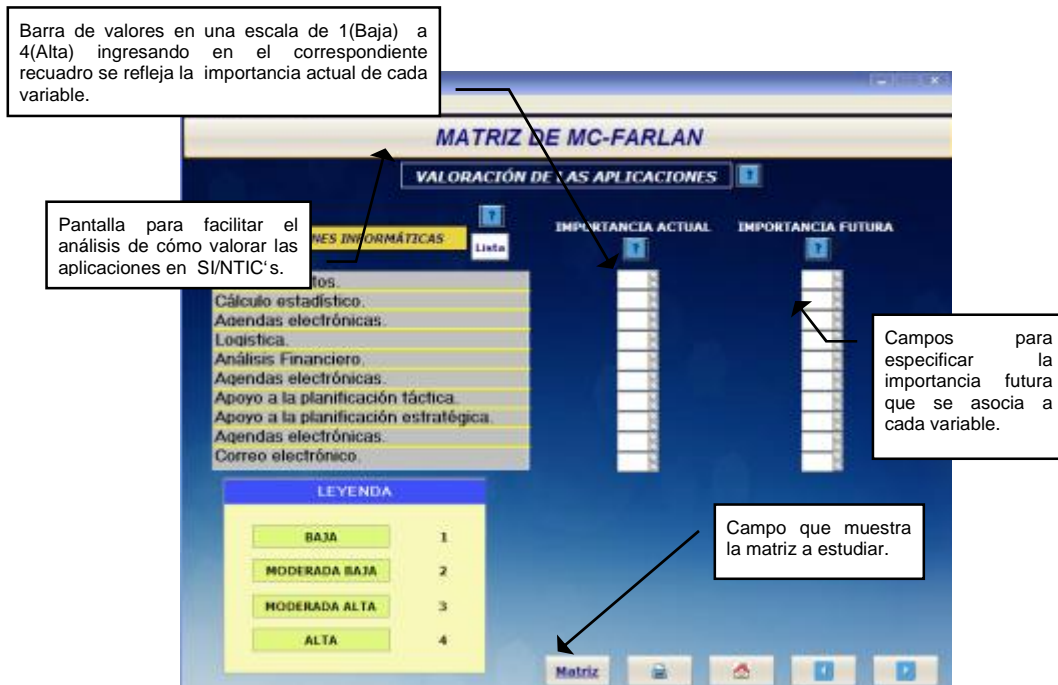 Barra de valores en una escala de 1(Baja) a
4(Alta) ingresando en el correspondiente
recuadro se refleja la importancia actual de cada
variable.
MATRIZ DE MC-FARLAN
VALORACIÓN DE LAS APLICACIONES ?
Pantalla para facilitar el
análisis de cómo valorar las
aplicaciones en SI/NTIC's.
?
INFORMÁTICAS
Lista
IMPORTANCIA ACTUAL
?
IMPORTANCIA FUTURA
?
Cálculo estadístico.
Agendas electrónicas.
Logística.
Análisis Financiero.
Agendas electrónicas.
Apoyo a la planificación táctica.
Apoyo a la planificación estratégica.
Agendas electrónicas.
Correo electrónico.
Campos para
especificar la
importancia futura
que se asocia a
cada variable.
LEYENDA
BAJA 1
MODERADA BAJA 2
MODERADA ALTA 3
ALTA 4
Campo que muestra
la matriz a estudiar.
Matriz